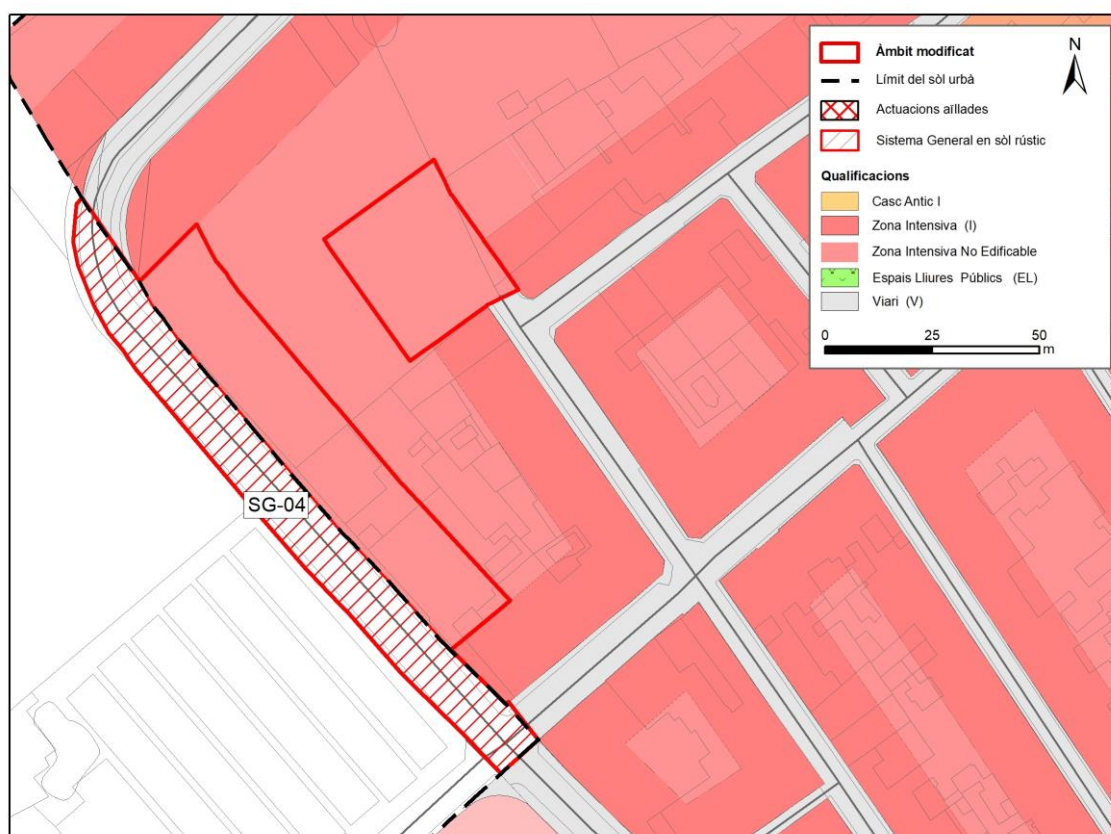 Àmbit modificat
N
Límit del sòl urbà
Actuacions aïllades
Sistema General en sòl rústic
Qualificacions
Casc Antic I
Zona Intensiva (I)
Zona Intensiva No Edificable
Espais Lliures Públics (EL)
Viari (V)
0 25 50
m
SG-04